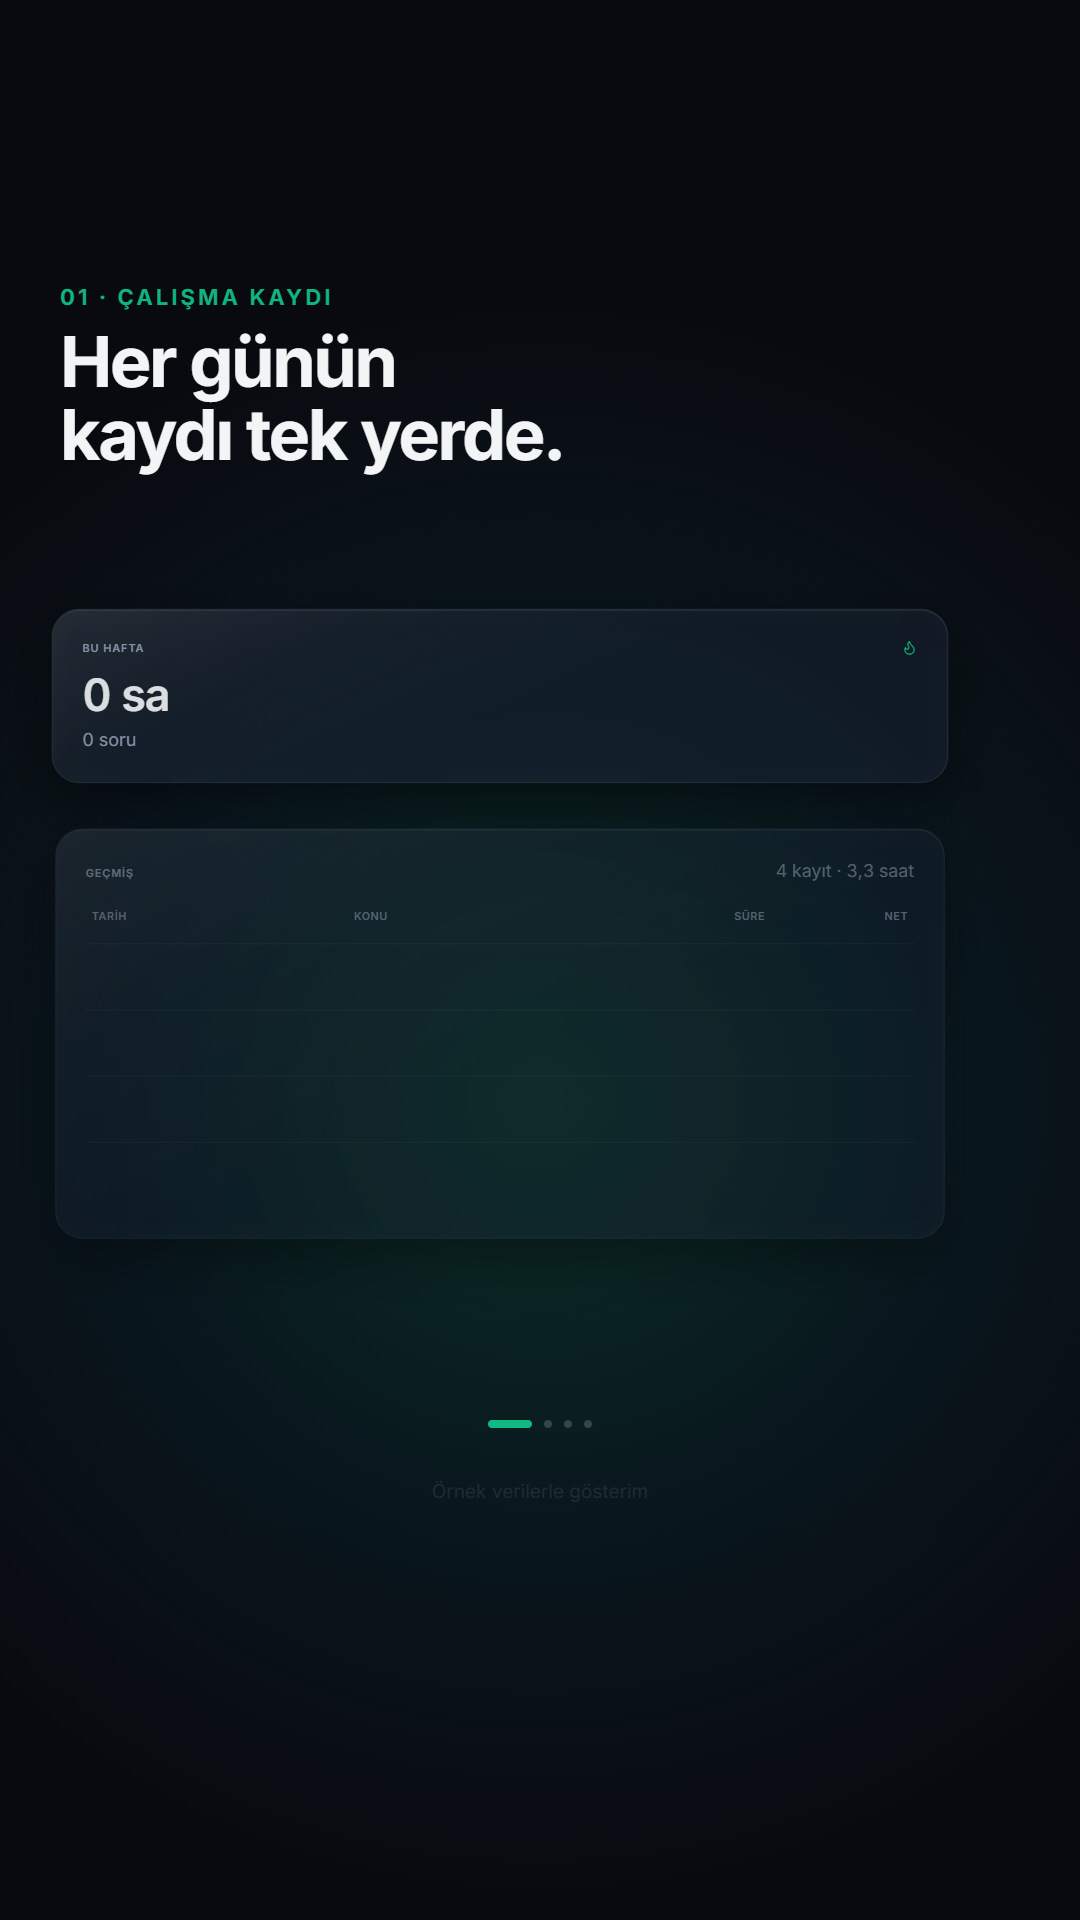 01 · ÇALIŞMA KAYDI
Her günün
kaydı tek yerde.
BU HAFTA
0 sa
0 soru
GEÇMİŞ
4 kayıt · 3,3 saat
TARİH KONU SÜRE NET
Örnek verilerle gösterim